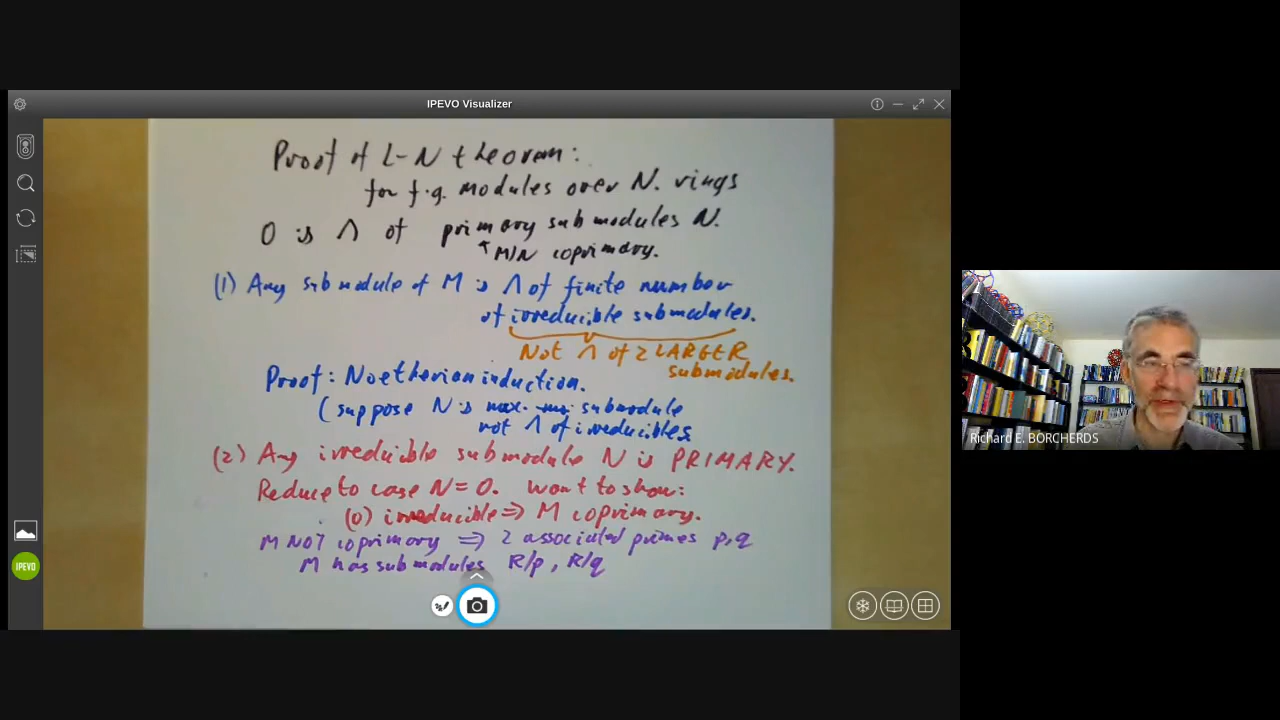 IPEVO Visualizer
Proof of L-N theorem:
for f.g. modules over N. rings
0 is ∩ of primary submodules N.
↑ M/N coprimary.
(1) Any submodule of M is ∩ of finite number
of irreducible submodules.
Not ∩ of 2 LARGER
submodules.
Proof: Noetherian induction.
(suppose N is max. submodule
not ∩ of irreducibles
(2) Any irreducible submodule N is PRIMARY.
Reduce to case N=0. Want to show:
(0) irreducible ⇒ M coprimary.
M NOT coprimary ⇒ 2 associated primes p,q
M has submodules R/p, R/q
IPEVO
Richard E. BORCHERDS